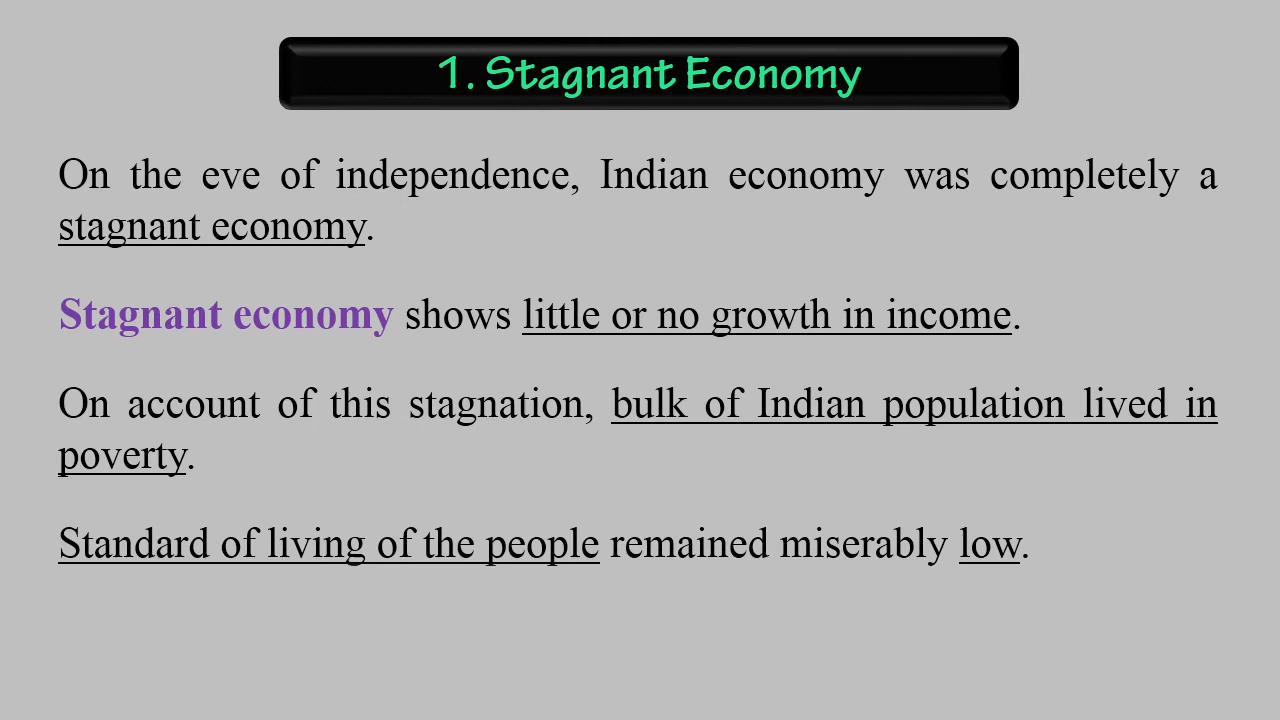 1. Stagnant Economy
On the eve of independence, Indian economy was completely a
stagnant economy.
Stagnant economy shows little or no growth in income.
On account of this stagnation, bulk of Indian population lived in
poverty.
Standard of living of the people remained miserably low.